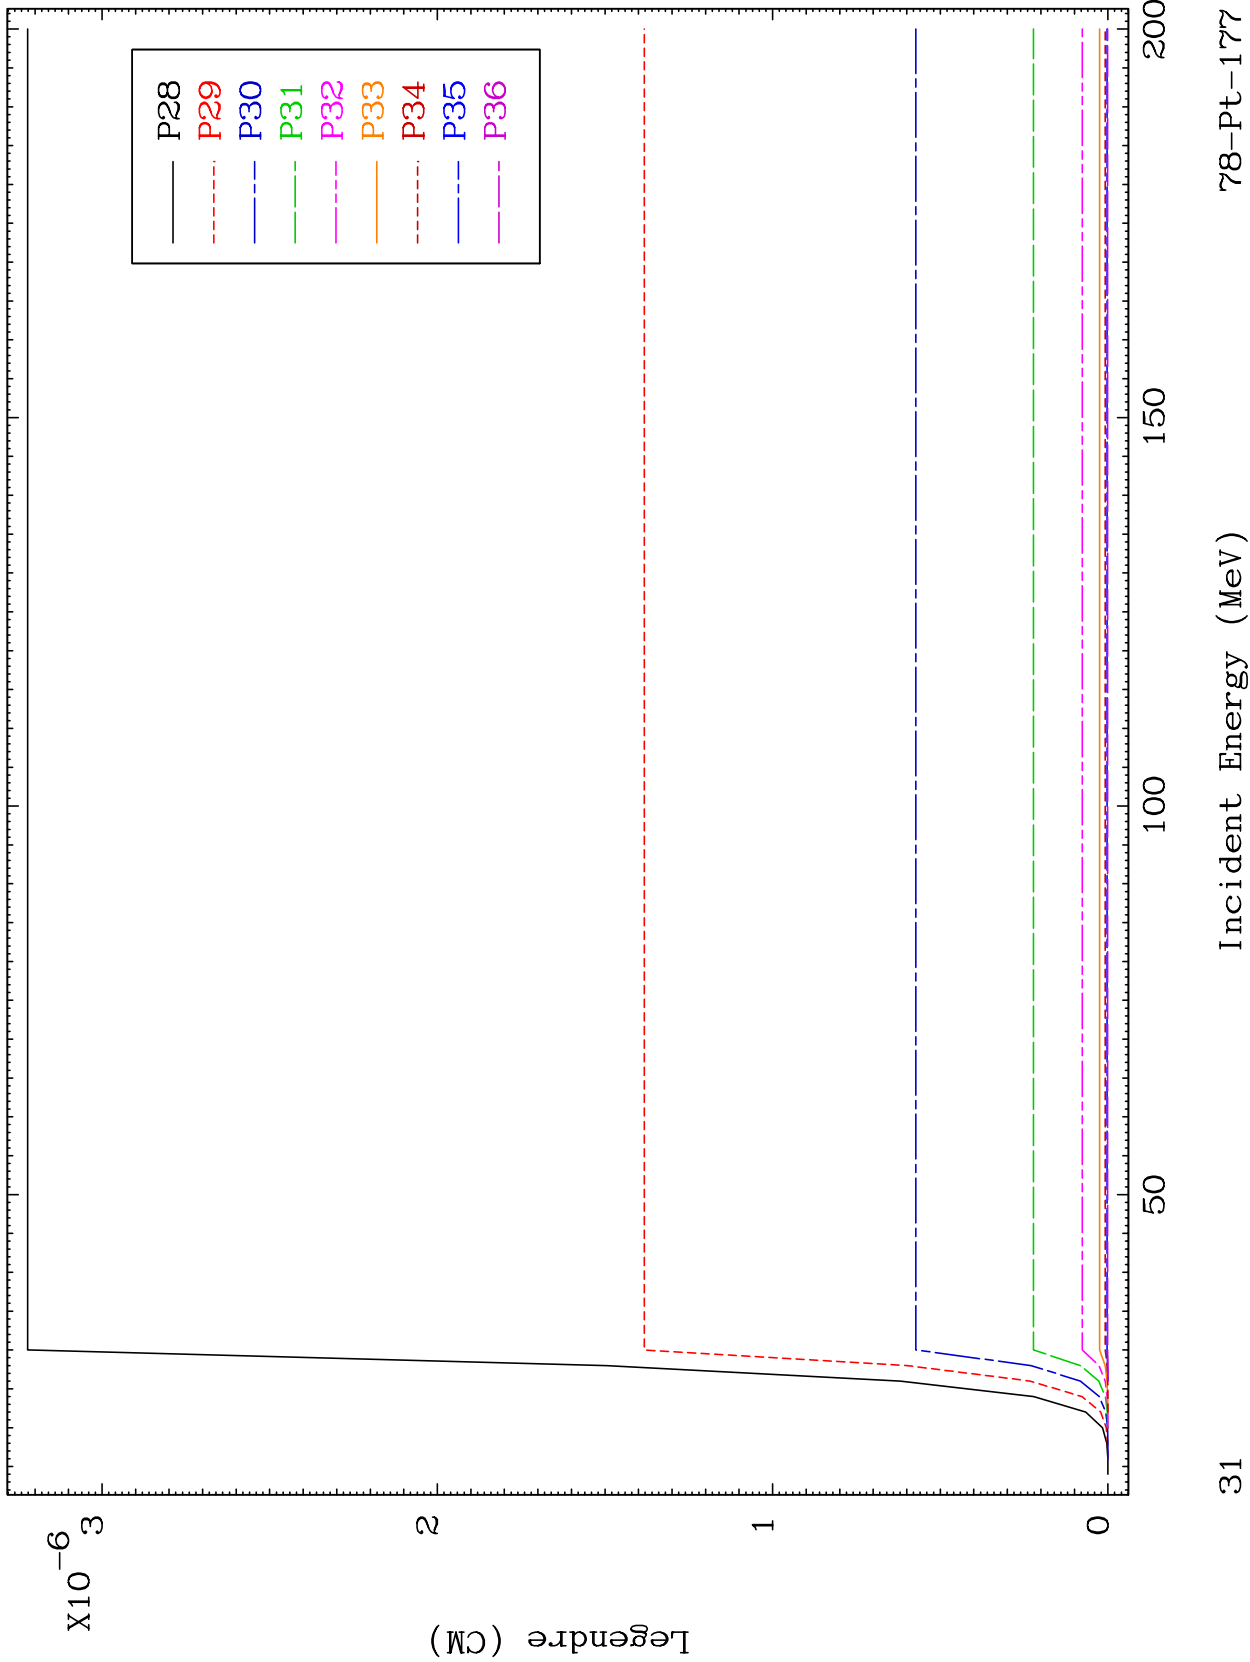 X10-6
3
2
1
0
Legendre (CM)
P28
P29
P30
P31
P32
P33
P34
P35
P36
50
100
150
200
Incident Energy (MeV)
31
78-Pt-177